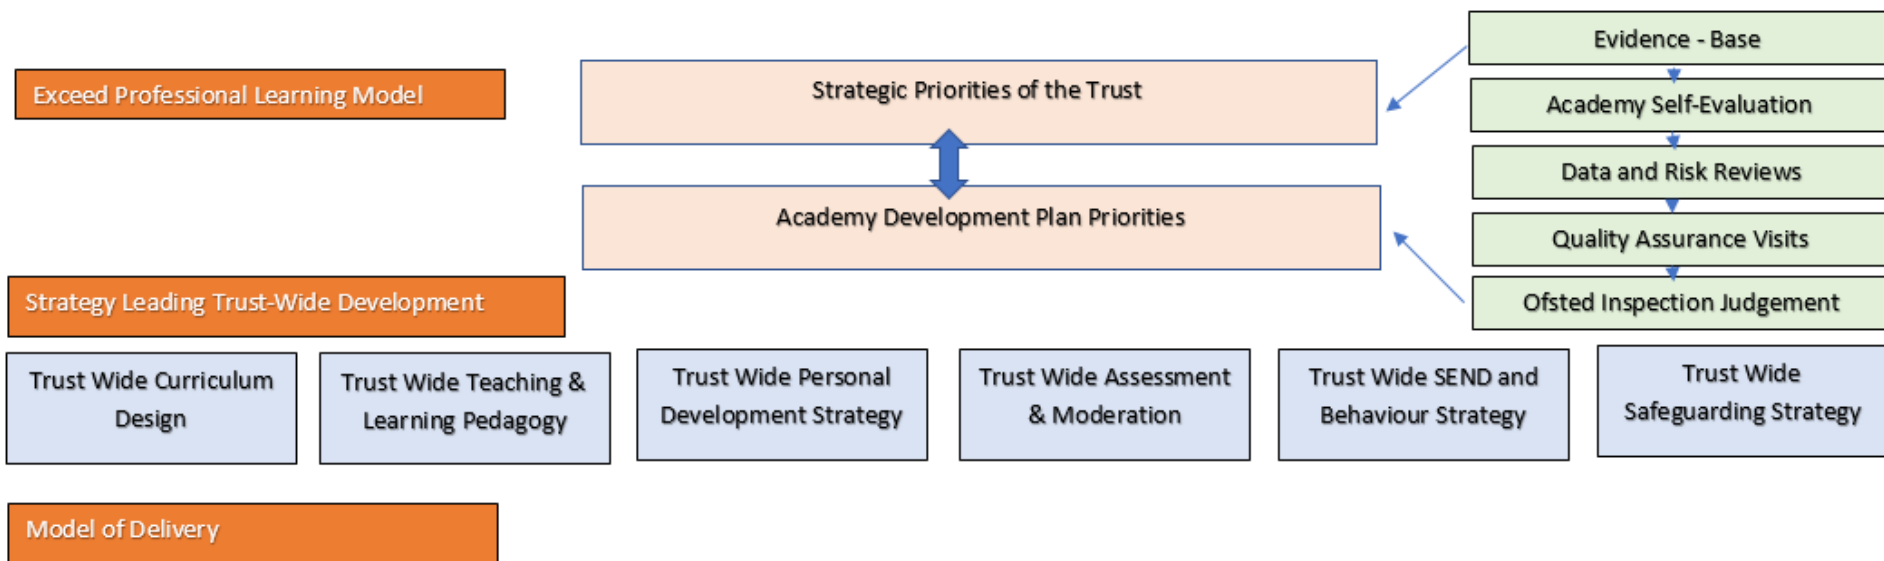 Exceed Professional Learning Model
Strategic Priorities of the Trust
Academy Development Plan Priorities
Evidence - Base
Academy Self-Evaluation
Data and Risk Reviews
Quality Assurance Visits
Ofsted Inspection Judgement
Strategy Leading Trust-Wide Development
Trust Wide Curriculum
Design
Trust Wide Teaching &
Learning Pedagogy
Trust Wide Personal
Development Strategy
Trust Wide Assessment
& Moderation
Trust Wide SEND and
Behaviour Strategy
Trust Wide
Safeguarding Strategy
Model of Delivery